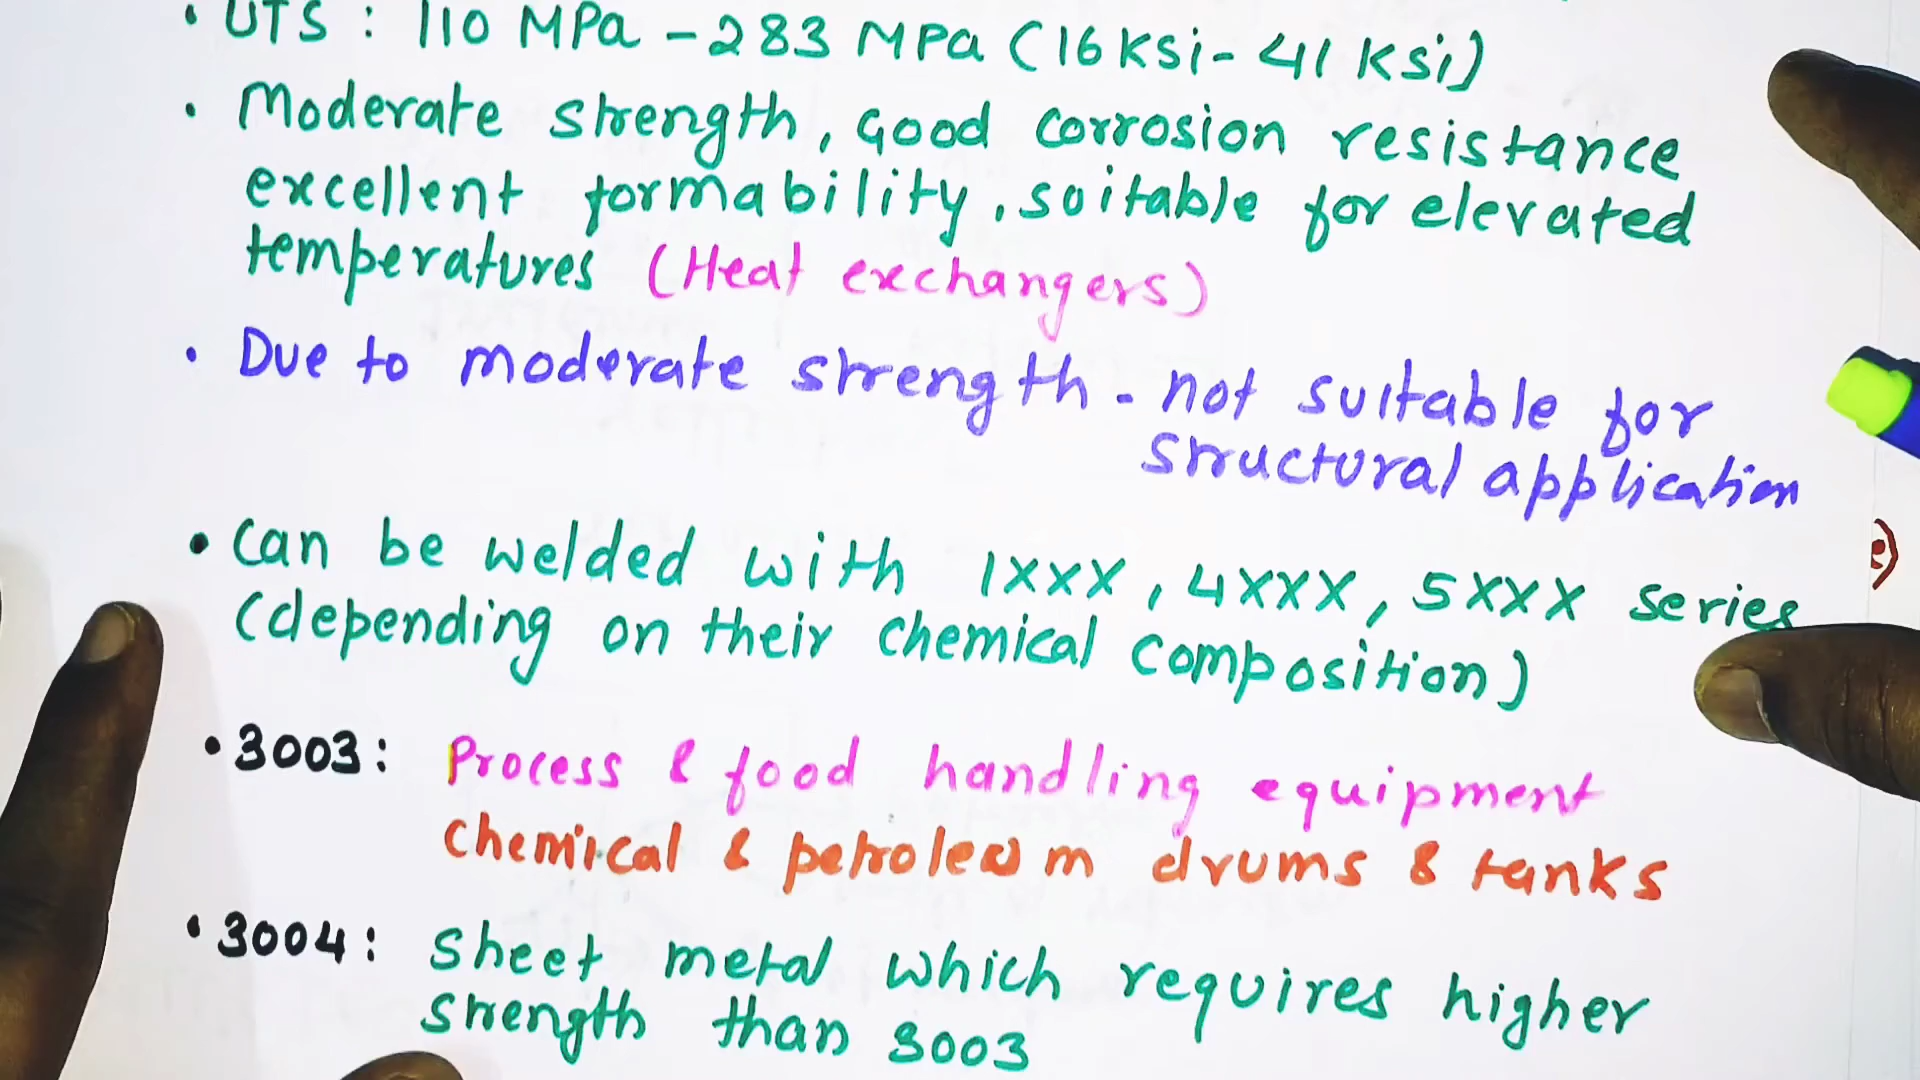 • UTS : 110 MPa - 283 MPa (16 Ksi - 41 Ksi)
• Moderate strength, Good corrosion resistance
excellent formability, suitable for elevated
temperatures (Heat exchangers)
• Due to moderate strength - not suitable for
structural application
• Can be welded with 1XXX, 4XXX, 5XXX series
(depending on their chemical composition)
• 3003: Process & food handling equipment
chemical & petroleum drums & tanks
• 3004: Sheet metal which requires higher
strength than 3003